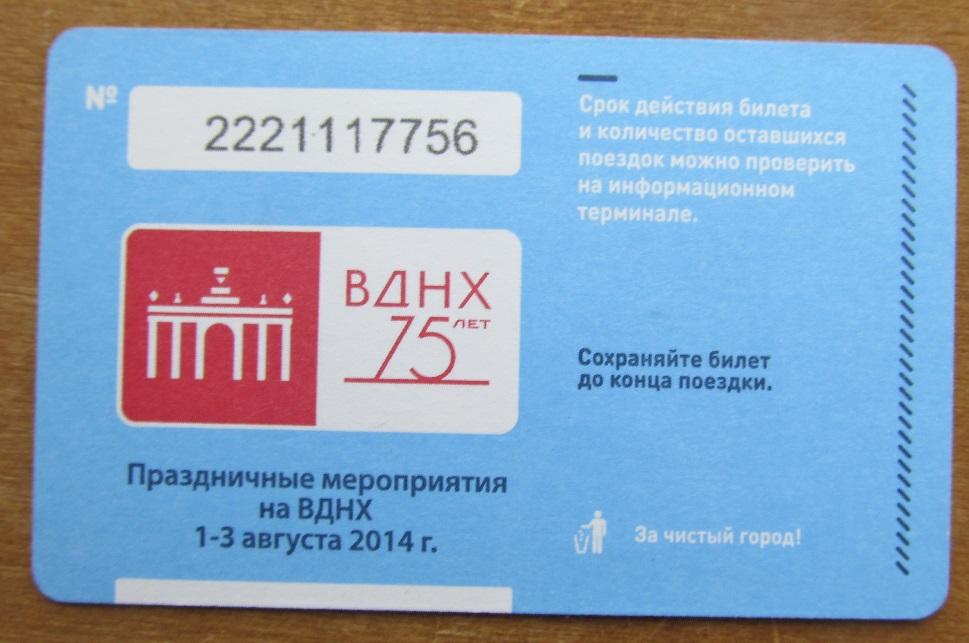 № 2221117756
ВДНХ
75 ЛЕТ
Праздничные мероприятия
на ВДНХ
1-3 августа 2014 г.
Срок действия билета
и количество оставшихся
поездок можно проверить
на информационном
терминале.
Сохраняйте билет
до конца поездки.
За чистый город!